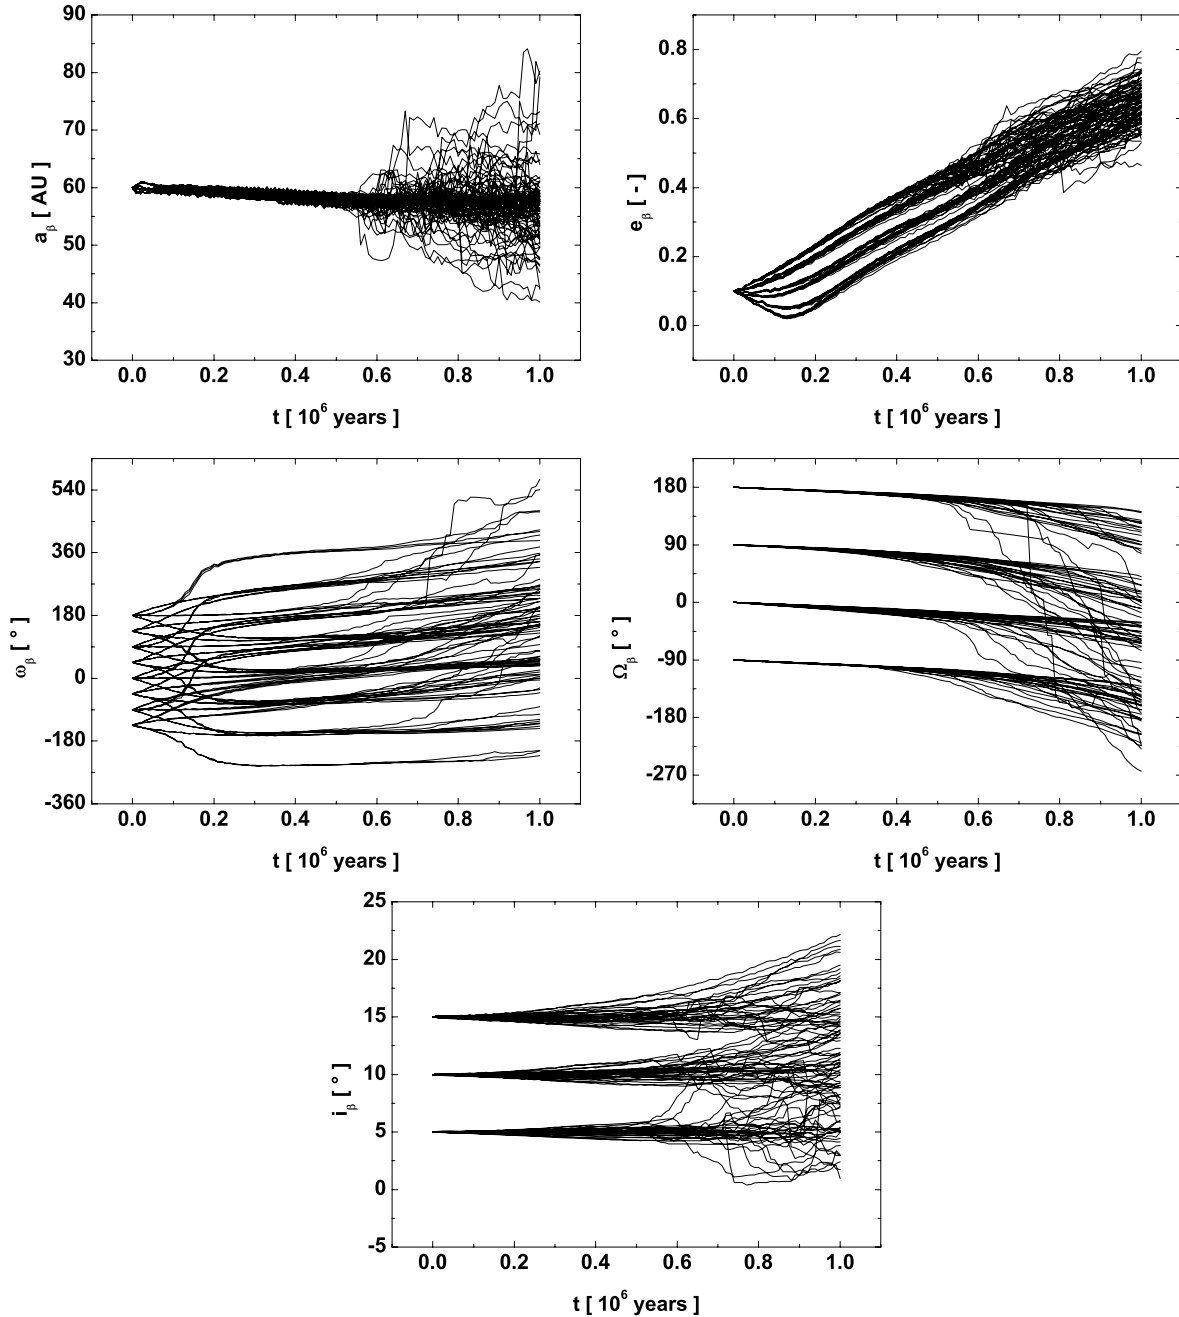 90
80
70
60
50
40
30
a_β [ AU ]
0.0 0.2 0.4 0.6 0.8 1.0
t [ 10^6 years ]
0.8
0.6
0.4
0.2
0.0
e_β [ - ]
0.0 0.2 0.4 0.6 0.8 1.0
t [ 10^6 years ]
540
360
180
0
-180
-360
ω_β [ ° ]
0.0 0.2 0.4 0.6 0.8 1.0
t [ 10^6 years ]
180
90
0
-90
-180
-270
Ω_β [ ° ]
0.0 0.2 0.4 0.6 0.8 1.0
t [ 10^6 years ]
25
20
15
10
5
0
-5
i_β [ ° ]
0.0 0.2 0.4 0.6 0.8 1.0
t [ 10^6 years ]